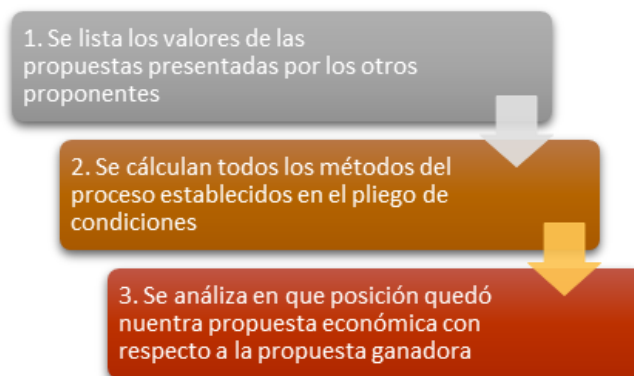 1. Se lista los valores de las
propuestas presentadas por los otros
proponentes
2. Se cálculan todos los métodos del
proceso establecidos en el pliego de
condiciones
3. Se análiza en que posición quedó
nuentra propuesta económica con
respecto a la propuesta ganadora